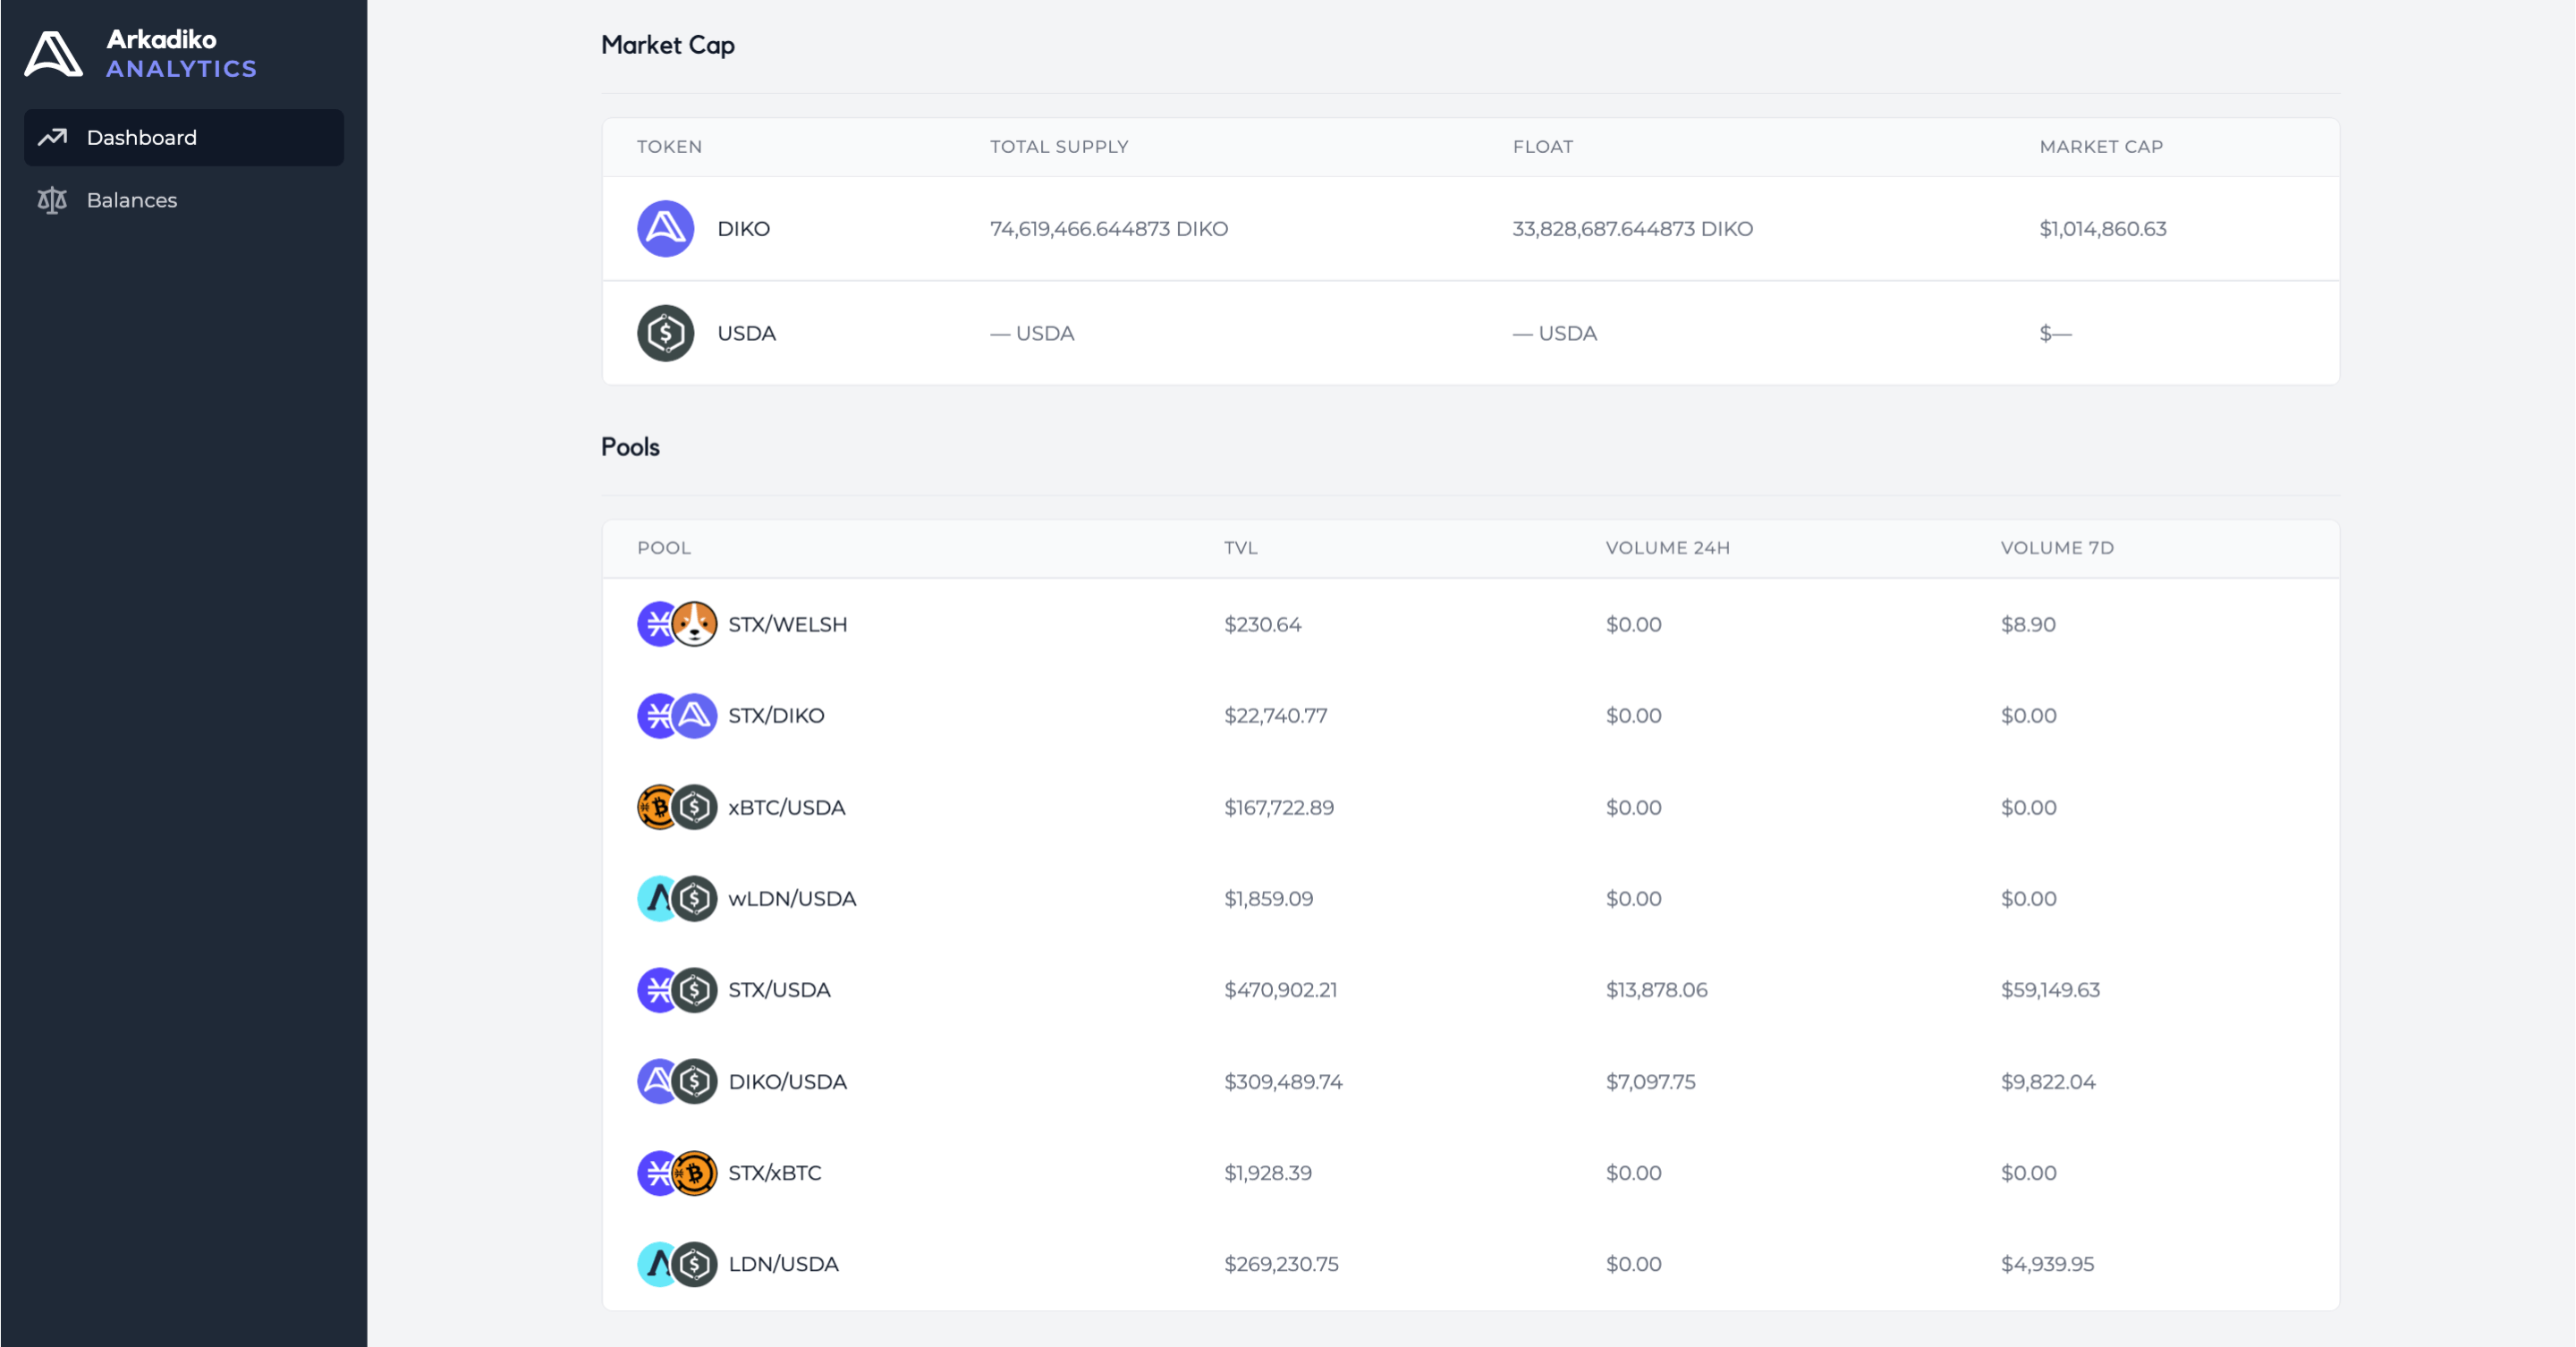 Arkadiko
ANALYTICS
Dashboard
Balances
Market Cap
TOKEN TOTAL SUPPLY FLOAT MARKET CAP
DIKO 74,619,466.644873 DIKO 33,828,687.644873 DIKO $1,014,860.63
USDA — USDA — USDA $—
Pools
POOL TVL VOLUME 24H VOLUME 7D
STX/WELSH $230.64 $0.00 $8.90
STX/DIKO $22,740.77 $0.00 $0.00
xBTC/USDA $167,722.89 $0.00 $0.00
wLDN/USDA $1,859.09 $0.00 $0.00
STX/USDA $470,902.21 $13,878.06 $59,149.63
DIKO/USDA $309,489.74 $7,097.75 $9,822.04
STX/xBTC $1,928.39 $0.00 $0.00
LDN/USDA $269,230.75 $0.00 $4,939.95